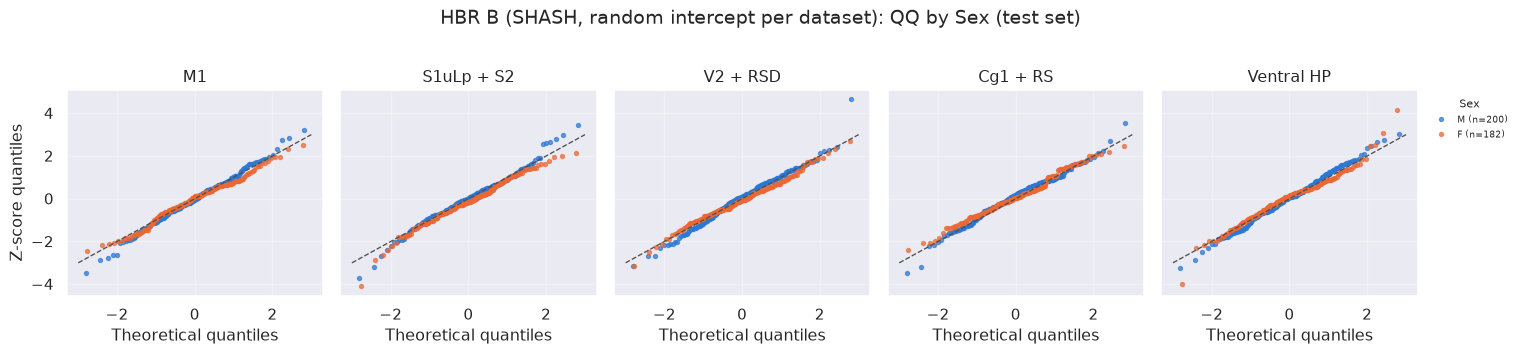 HBR B (SHASH, random intercept per dataset): QQ by Sex (test set)
M1
S1uLp + S2
V2 + RSD
Cg1 + RS
Ventral HP
Z-score quantiles
4
2
0
−2
−4
−2 0 2
−2 0 2
−2 0 2
−2 0 2
−2 0 2
Theoretical quantiles
Theoretical quantiles
Theoretical quantiles
Theoretical quantiles
Theoretical quantiles
Sex
M (n=200)
F (n=182)